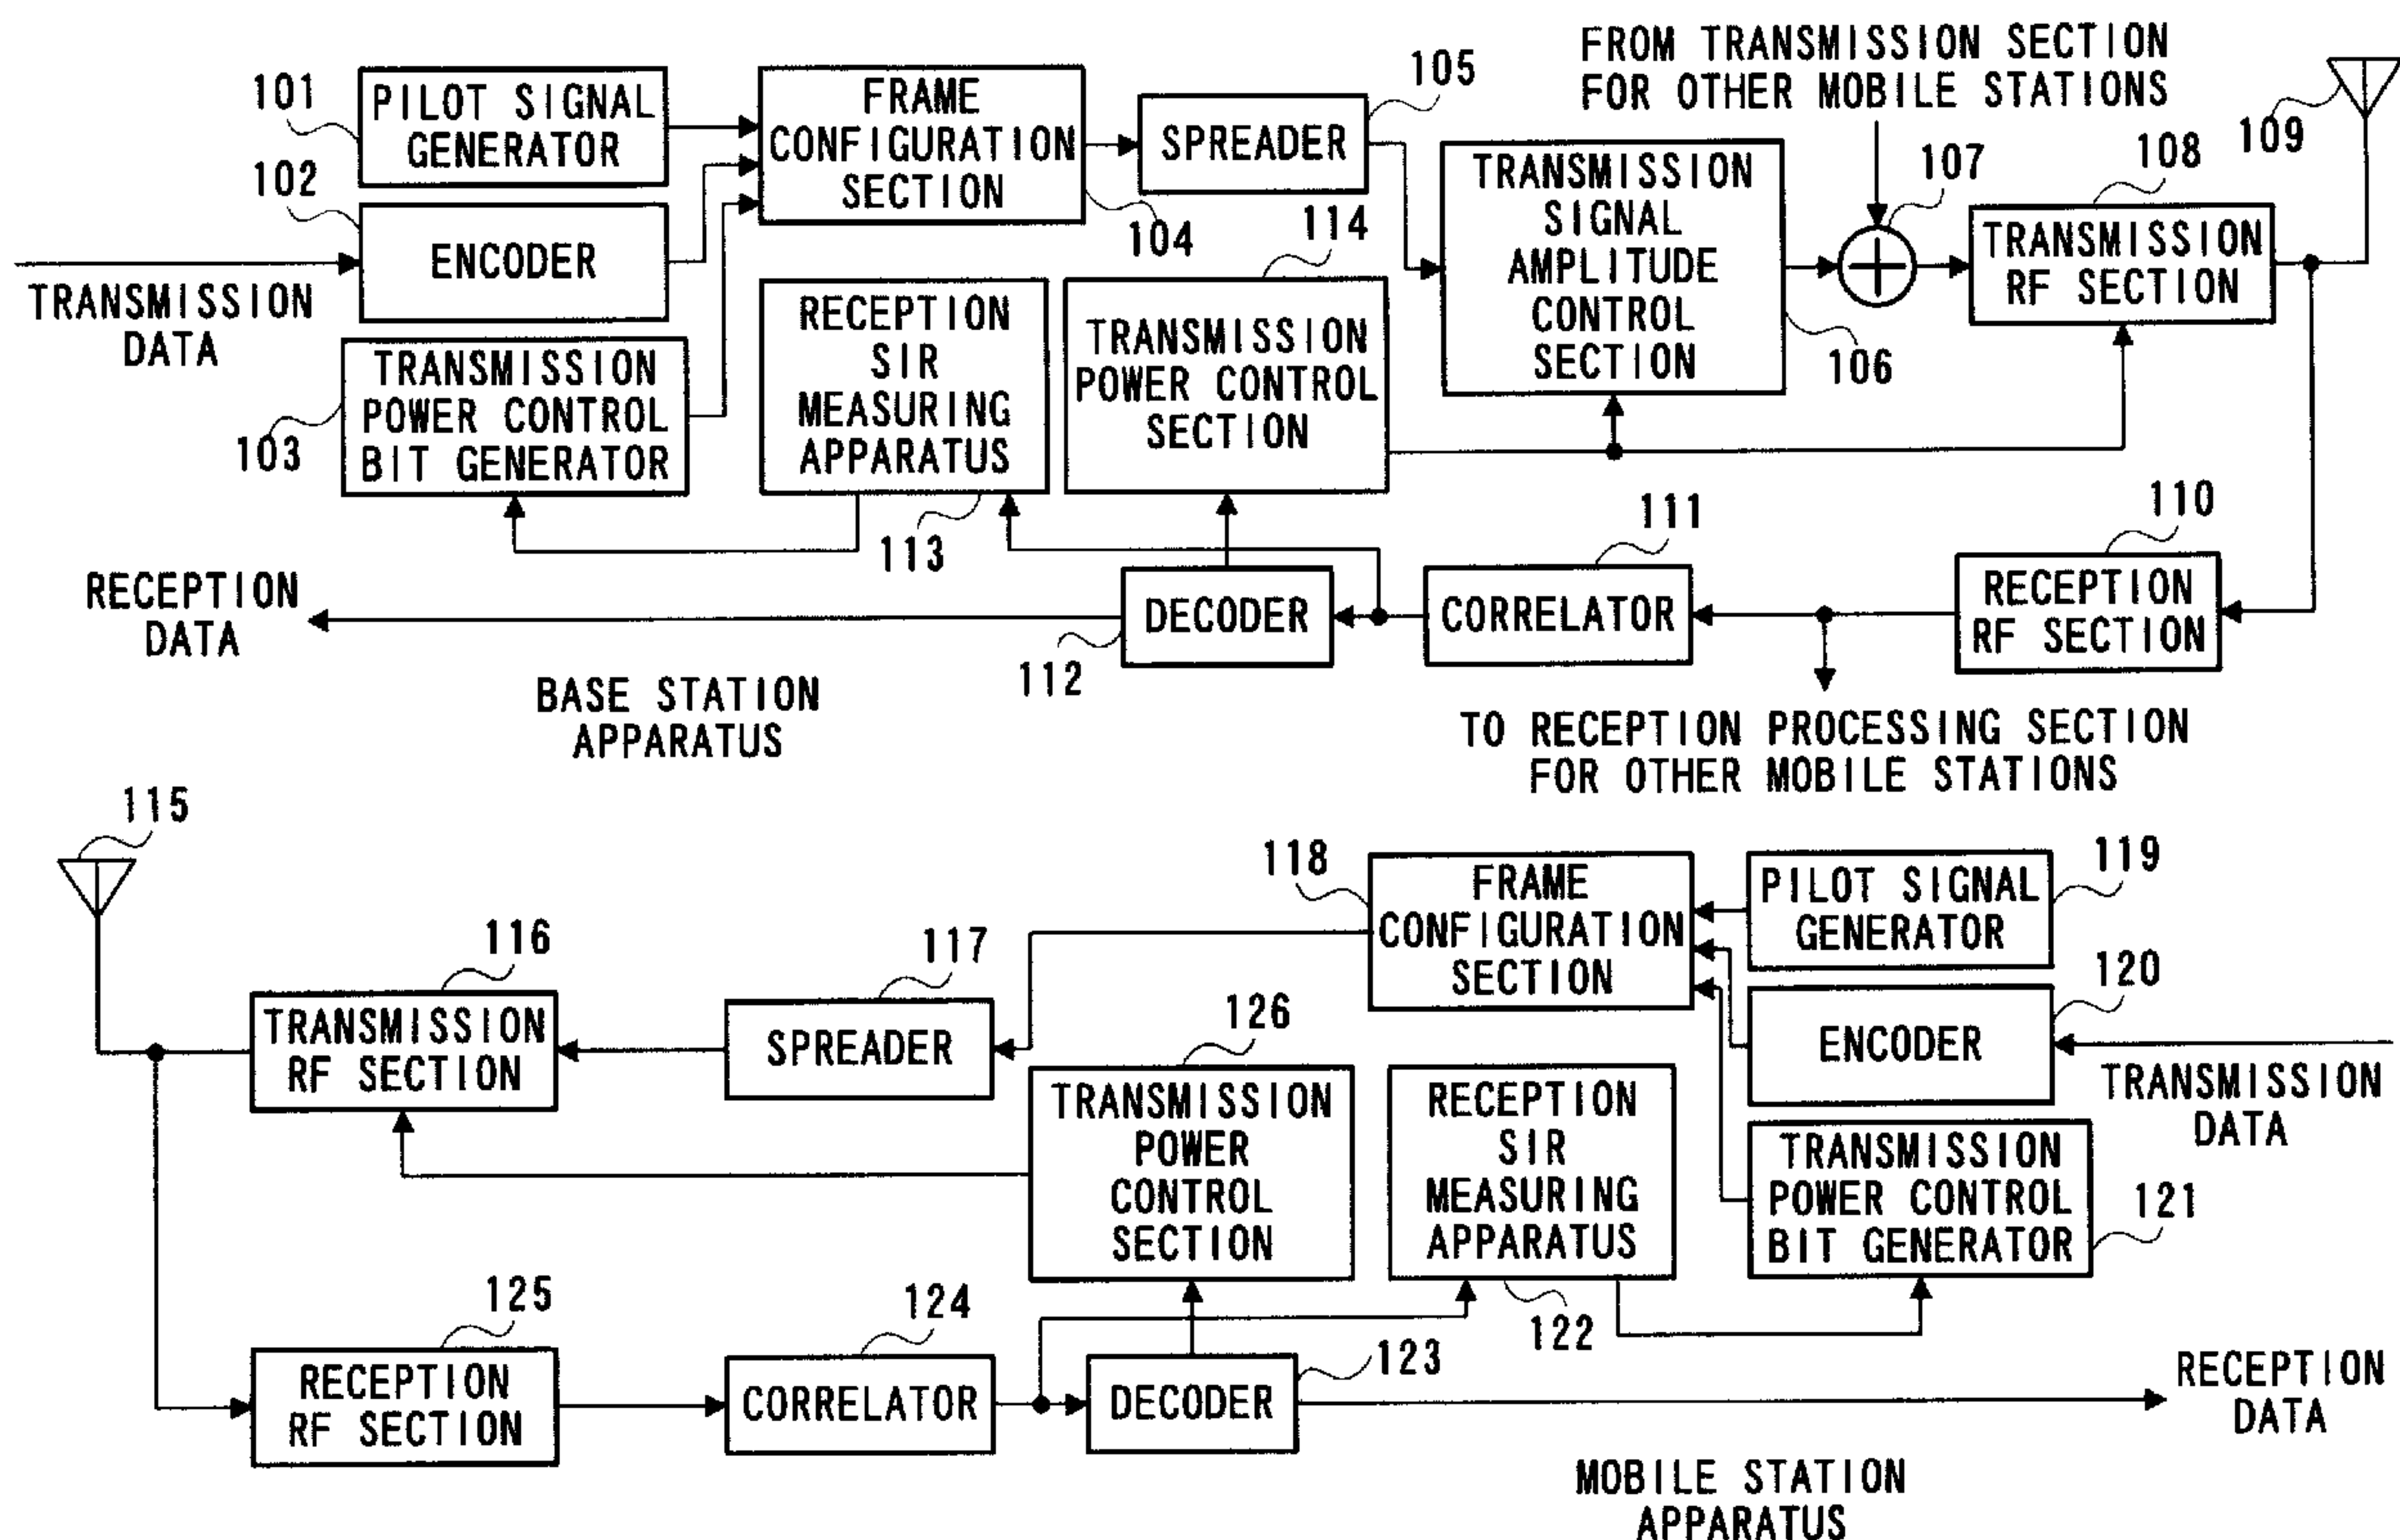 FROM TRANSMISSION SECTION
FOR OTHER MOBILE STATIONS
101
PILOT SIGNAL
GENERATOR
FRAME
CONFIGURATION
SECTION
104
105
SPREADER
109
102
ENCODER
TRANSMISSION
DATA
TRANSMISSION
SIGNAL
AMPLITUDE
CONTROL
SECTION
106
107
108
TRANSMISSION
RF SECTION
103
TRANSMISSION
POWER CONTROL
BIT GENERATOR
RECEPTION
SIR
MEASURING
APPARATUS
113
114
TRANSMISSION
POWER CONTROL
SECTION
RECEPTION
DATA
112
DECODER
111
CORRELATOR
110
RECEPTION
RF SECTION
BASE STATION
APPARATUS
TO RECEPTION PROCESSING SECTION
FOR OTHER MOBILE STATIONS
115
116
TRANSMISSION
RF SECTION
117
SPREADER
118
FRAME
CONFIGURATION
SECTION
119
PILOT SIGNAL
GENERATOR
120
ENCODER
TRANSMISSION
DATA
126
TRANSMISSION
POWER
CONTROL
SECTION
RECEPTION
SIR
MEASURING
APPARATUS
122
TRANSMISSION
POWER CONTROL
BIT GENERATOR
121
125
RECEPTION
RF SECTION
124
CORRELATOR
123
DECODER
RECEPTION
DATA
MOBILE STATION
APPARATUS